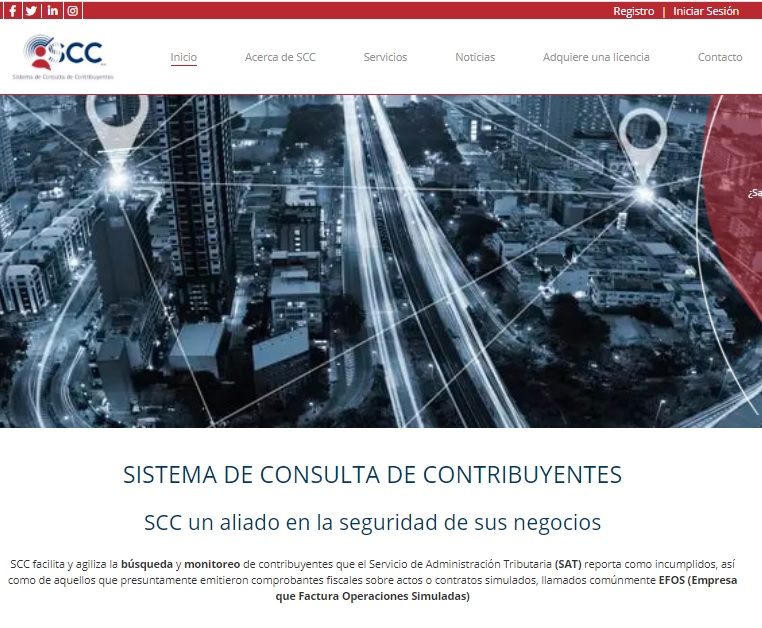 Registro | Iniciar Sesión
SCC
Sistema de Consulta de Contribuyentes
Inicio Acerca de SCC Servicios Noticias Adquiere una licencia Contacto
¿Sa
SISTEMA DE CONSULTA DE CONTRIBUYENTES
SCC un aliado en la seguridad de sus negocios
SCC facilita y agiliza la búsqueda y monitoreo de contribuyentes que el Servicio de Administración Tributaria (SAT) reporta como incumplidos, así
como de aquellos que presuntamente emitieron comprobantes fiscales sobre actos o contratos simulados, llamados comúnmente EFOS (Empresa
que Factura Operaciones Simuladas)